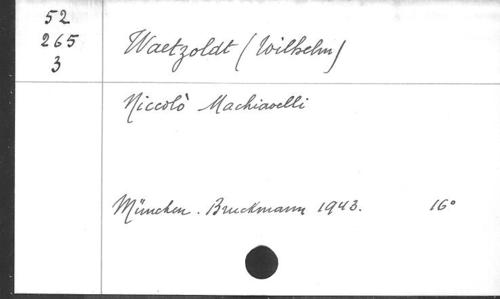 52
265
3
Waetzoldt (Wilhelm)
Niccolò Machiavelli
München. Bruckmann 1943. 16°